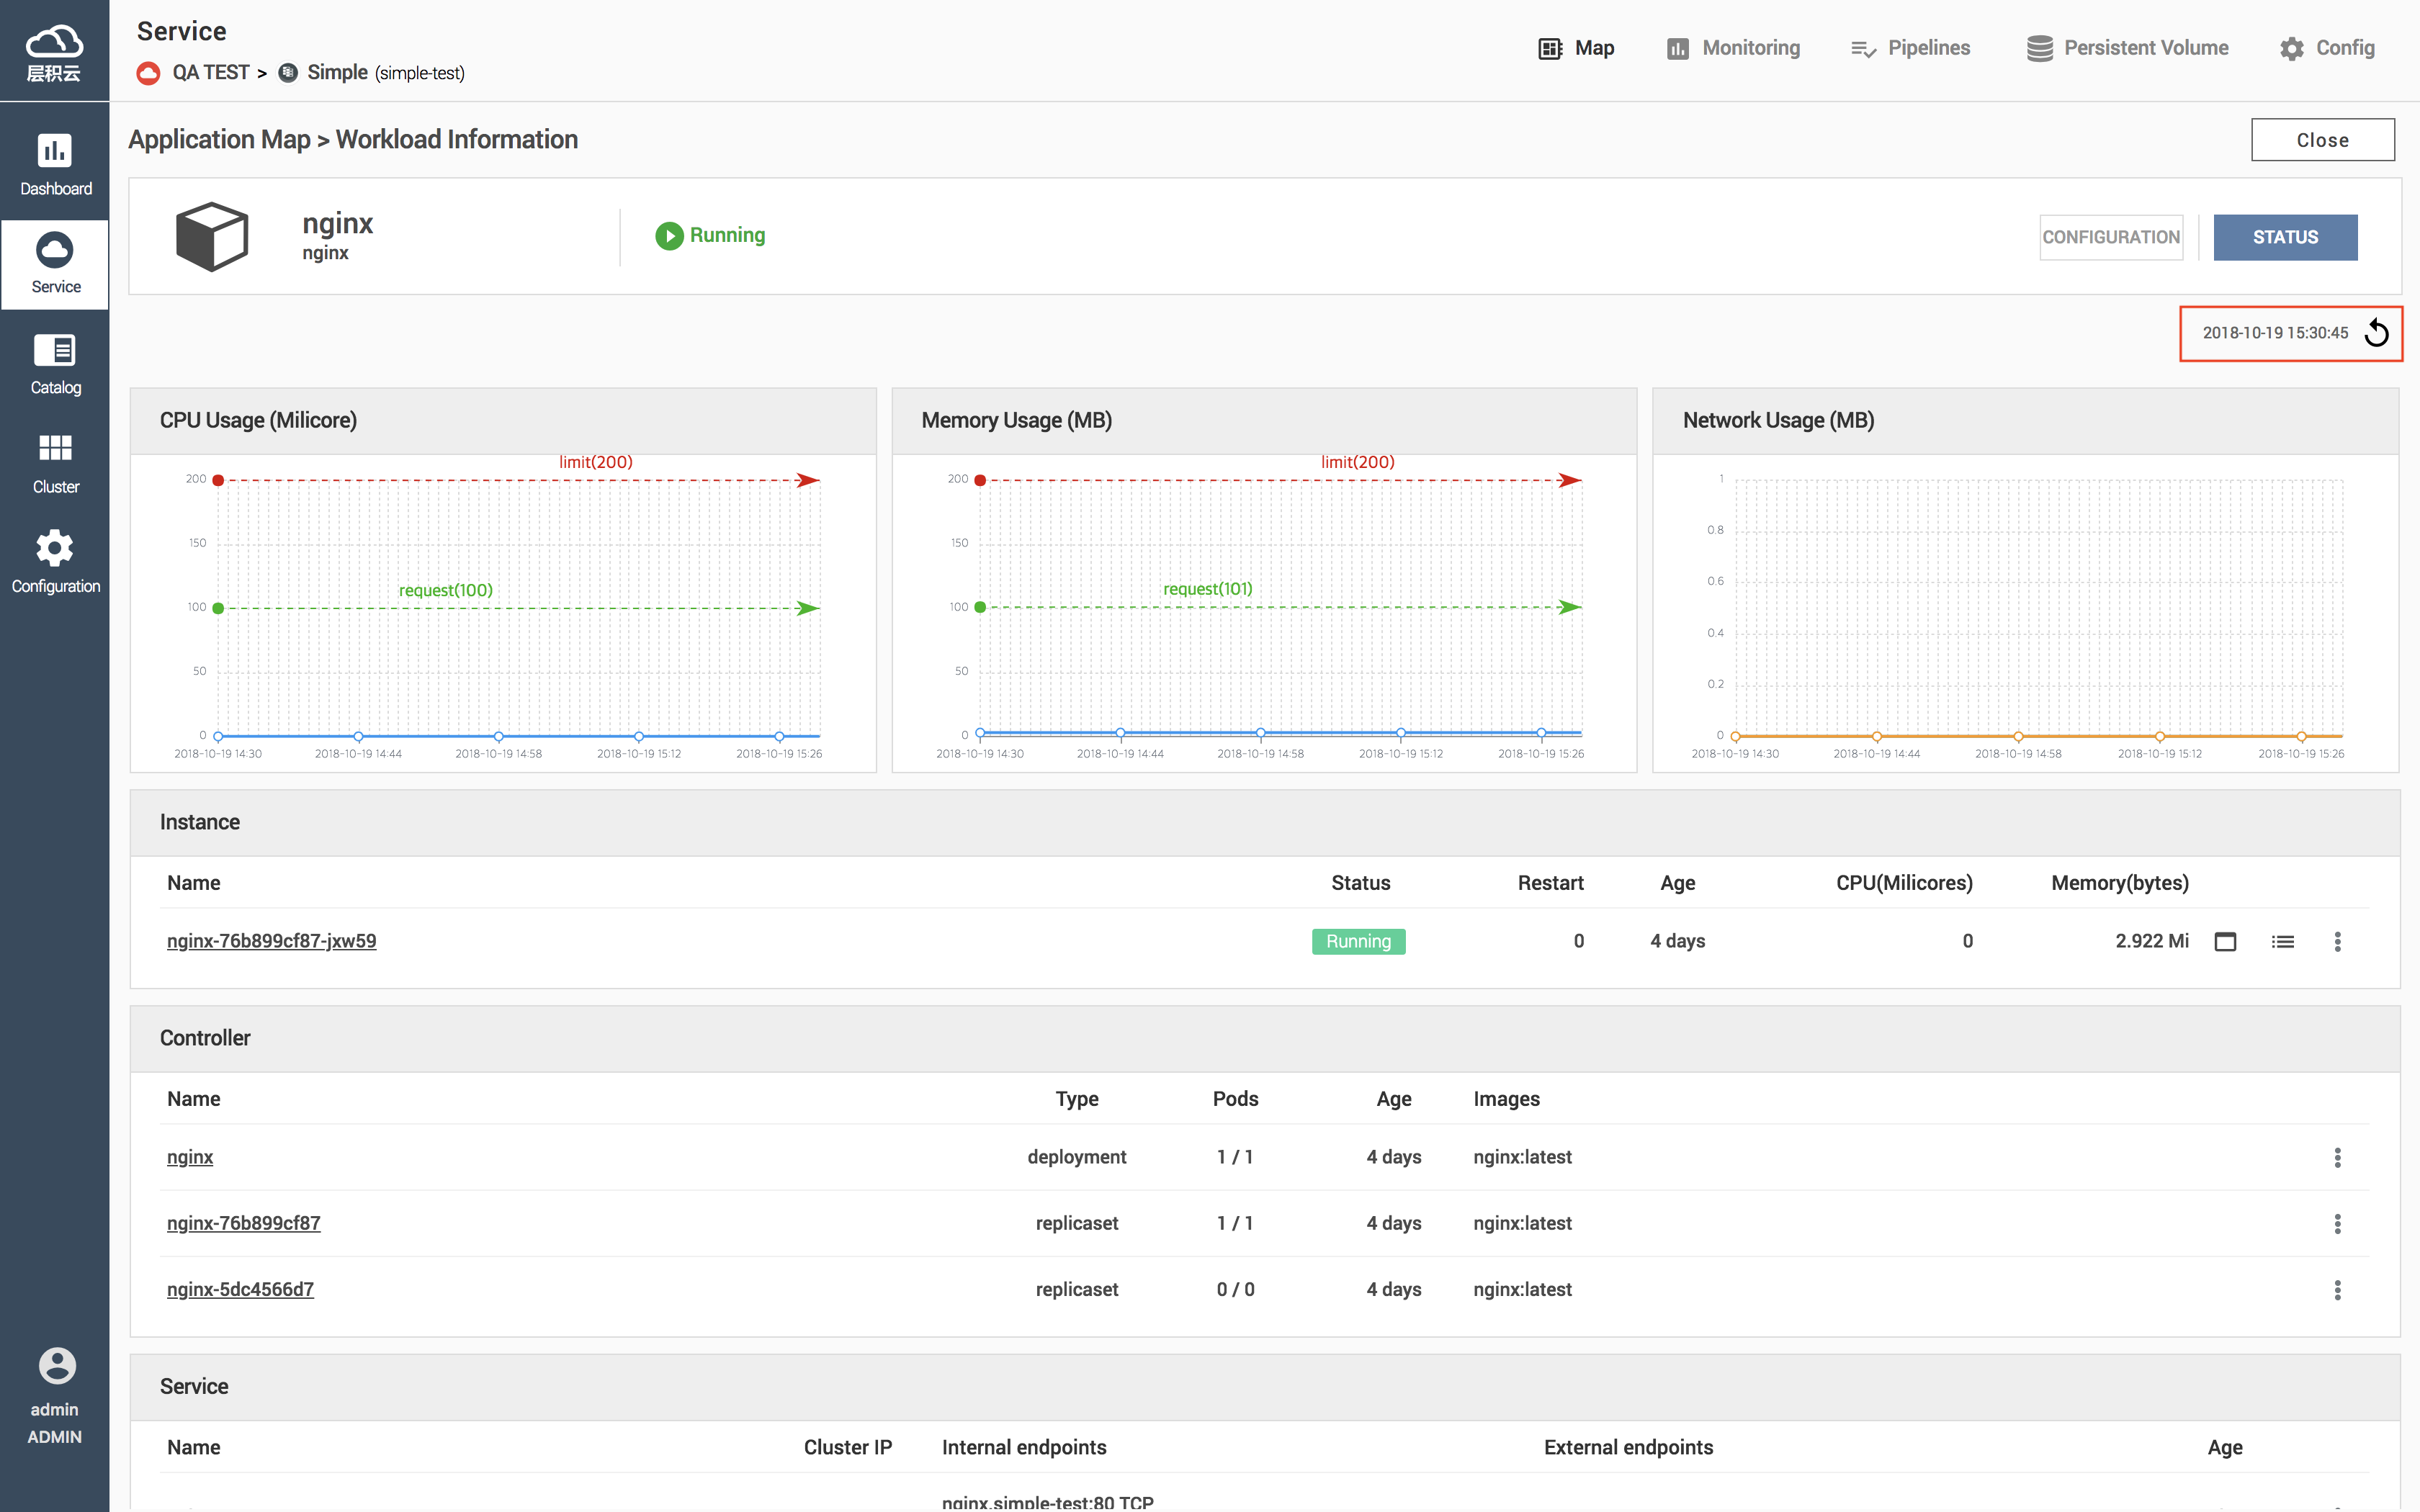 层积云
Service
QA TEST > Simple (simple-test)
Map
Monitoring
Pipelines
Persistent Volume
Config
Dashboard
Service
Catalog
Cluster
Configuration
admin
ADMIN
Application Map > Workload Information
Close
nginx
nginx
Running
CONFIGURATION
STATUS
2018-10-19 15:30:45
CPU Usage (Milicore)
limit(200)
200
150
request(100)
100
50
0
2018-10-19 14:30 2018-10-19 14:44 2018-10-19 14:58 2018-10-19 15:12 2018-10-19 15:26
Memory Usage (MB)
limit(200)
200
150
request(101)
100
50
0
2018-10-19 14:30 2018-10-19 14:44 2018-10-19 14:58 2018-10-19 15:12 2018-10-19 15:26
Network Usage (MB)
1
0.8
0.6
0.4
0.2
0
2018-10-19 14:30 2018-10-19 14:44 2018-10-19 14:58 2018-10-19 15:12 2018-10-19 15:26
Instance
Name Status Restart Age CPU(Milicores) Memory(bytes)
nginx-76b899cf87-jxw59 Running 0 4 days 0 2.922 Mi
Controller
Name Type Pods Age Images
nginx deployment 1 / 1 4 days nginx:latest
nginx-76b899cf87 replicaset 1 / 1 4 days nginx:latest
nginx-5dc4566d7 replicaset 0 / 0 4 days nginx:latest
Service
Name Cluster IP Internal endpoints External endpoints Age
nginx.simple-test:80 TCP